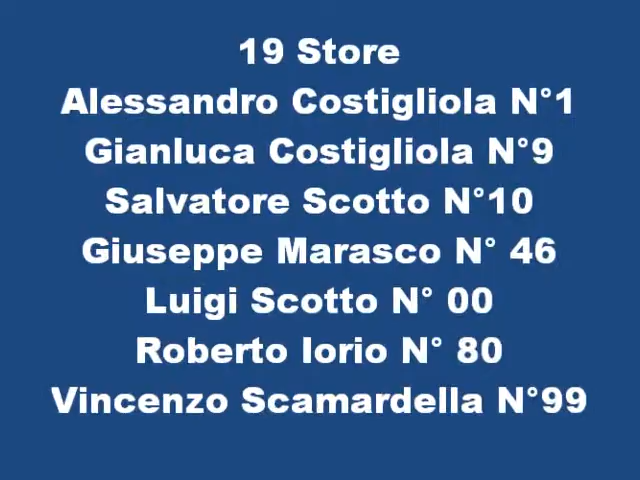 19 Store
Alessandro Costigliola N°1
Gianluca Costigliola N°9
Salvatore Scotto N°10
Giuseppe Marasco N° 46
Luigi Scotto N° 00
Roberto Iorio N° 80
Vincenzo Scamardella N°99